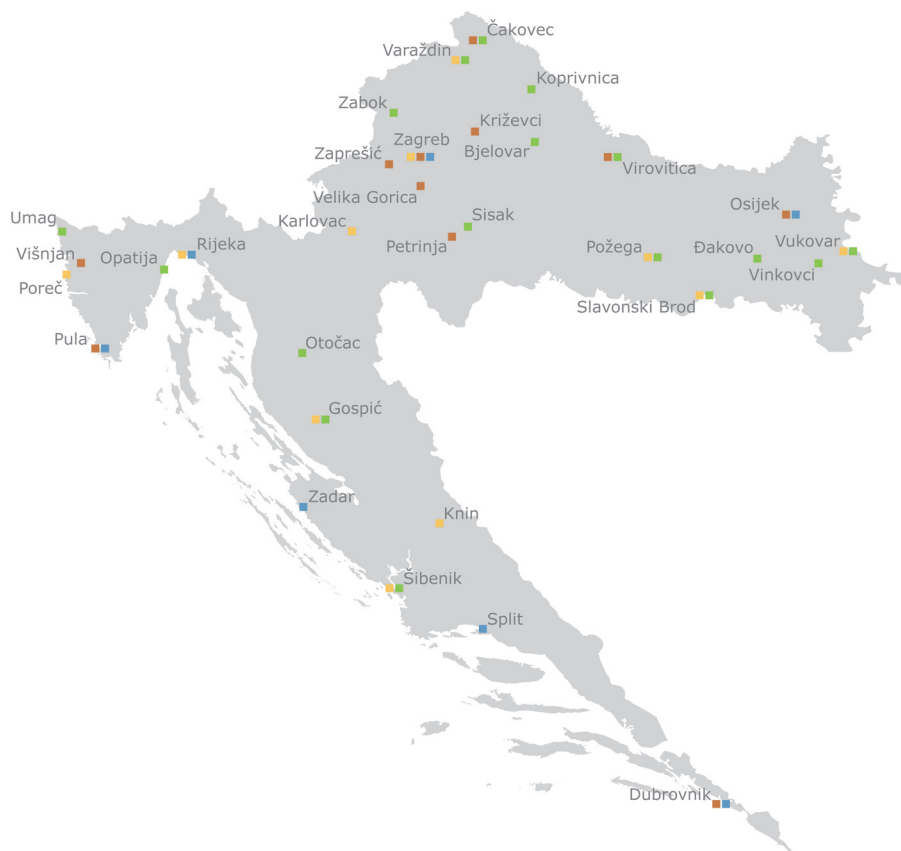 Čakovec
Varaždin
Koprivnica
Zabok
Križevci
Zagreb
Bjelovar
Zaprešić
Virovitica
Velika Gorica
Osijek
Umag
Karlovac
Sisak
Rijeka
Petrinja
Požega
Đakovo
Vukovar
Višnjan
Opatija
Vinkovci
Poreč
Slavonski Brod
Pula
Otočac
Gospić
Zadar
Knin
Šibenik
Split
Dubrovnik